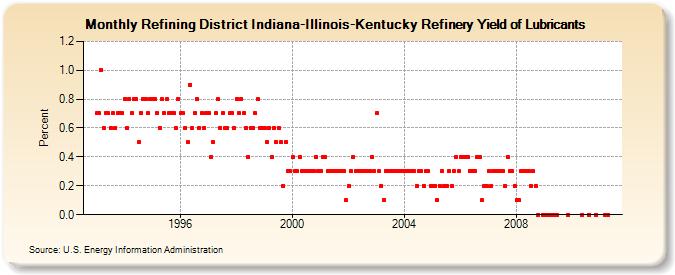 Monthly Refining District Indiana-Illinois-Kentucky Refinery Yield of Lubricants
Percent
1.2
1.0
0.8
0.6
0.4
0.2
0.0
1996 2000 2004 2008
Source: U.S. Energy Information Administration